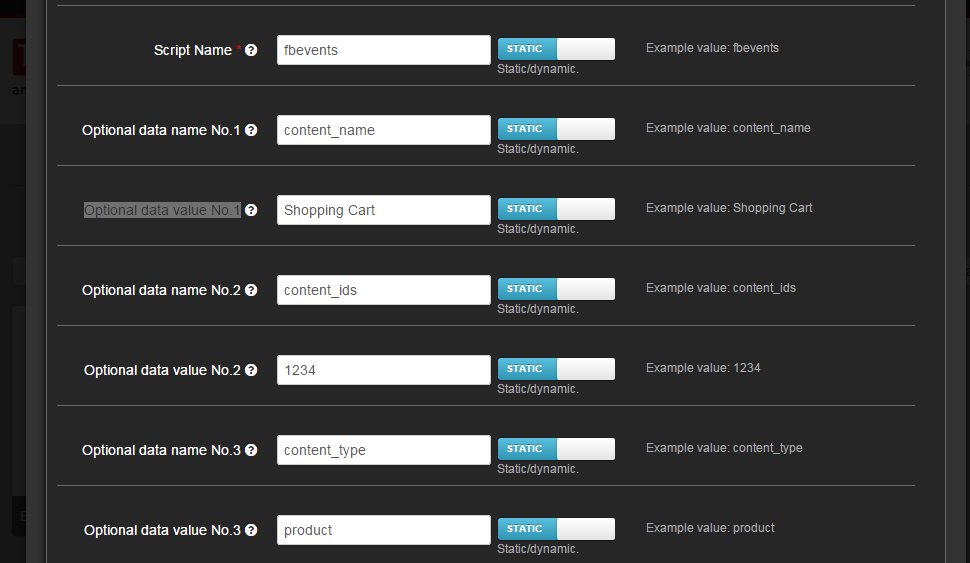 Script Name * fbevents STATIC Example value: fbevents
Static/dynamic.
Optional data name No.1 content_name STATIC Example value: content_name
Static/dynamic.
Optional data value No.1 Shopping Cart STATIC Example value: Shopping Cart
Static/dynamic.
Optional data name No.2 content_ids STATIC Example value: content_ids
Static/dynamic.
Optional data value No.2 1234 STATIC Example value: 1234
Static/dynamic.
Optional data name No.3 content_type STATIC Example value: content_type
Static/dynamic.
Optional data value No.3 product STATIC Example value: product
Static/dynamic.